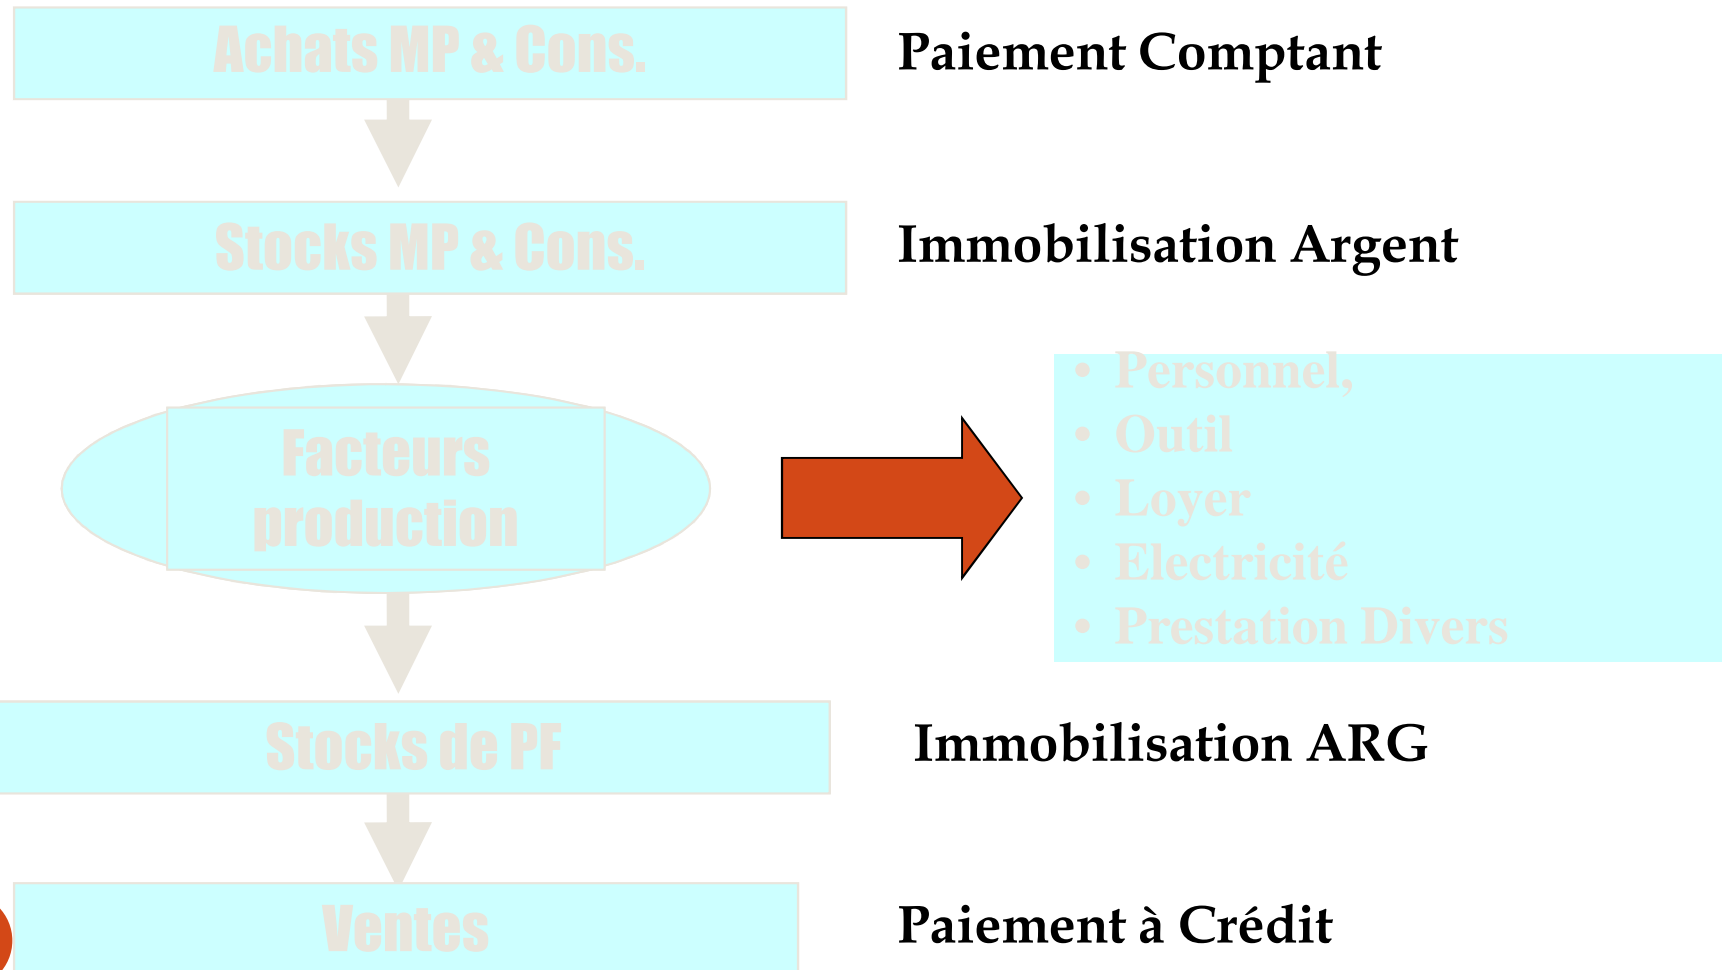 Achats MP & Cons.
Paiement Comptant
Stocks MP & Cons.
Immobilisation Argent
Facteurs
production
• Personnel,
• Outil
• Loyer
• Electricité
• Prestation Divers
Stocks de PF
Immobilisation ARG
Ventes
Paiement à Crédit